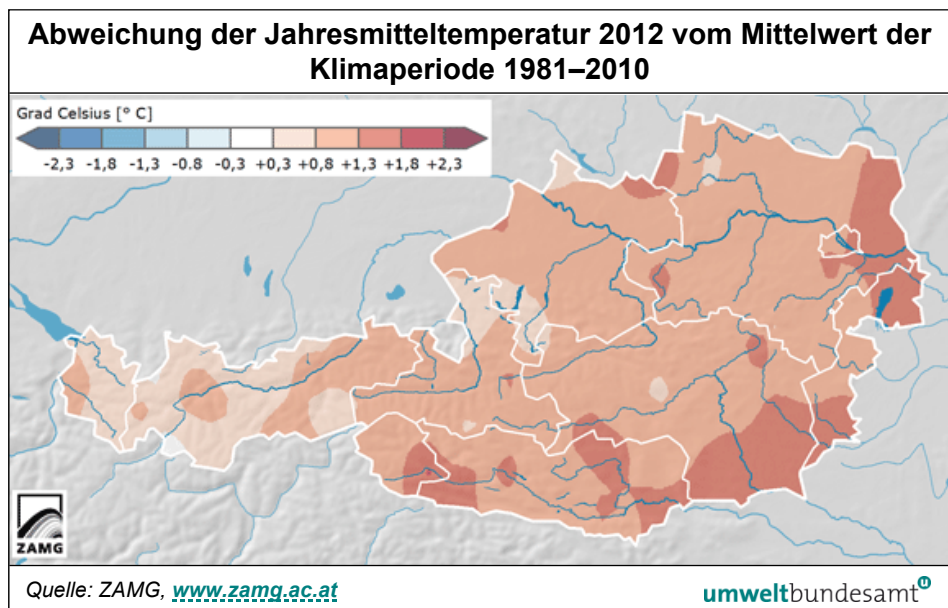 Abweichung der Jahresmitteltemperatur 2012 vom Mittelwert der
Klimaperiode 1981–2010
Grad Celsius [° C]
-2,3 -1,8 -1,3 -0.8 -0,3 +0,3 +0,8 +1,3 +1,8 +2,3
ZAMG
Quelle: ZAMG, www.zamg.ac.at
umweltbundesamt u